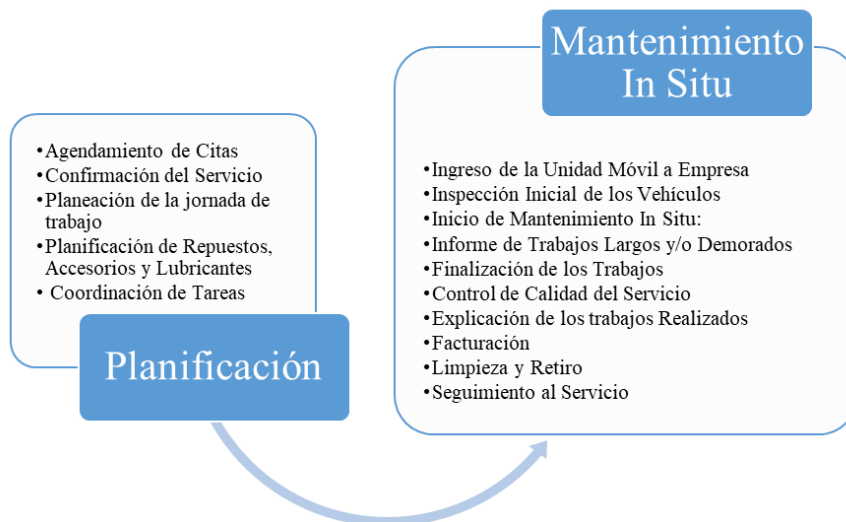 Mantenimiento
In Situ
•Agendamiento de Citas
•Confirmación del Servicio
•Planeación de la jornada de
trabajo
•Planificación de Repuestos,
Accesorios y Lubricantes
• Coordinación de Tareas
Planificación
•Ingreso de la Unidad Móvil a Empresa
•Inspección Inicial de los Vehículos
•Inicio de Mantenimiento In Situ:
•Informe de Trabajos Largos y/o Demorados
•Finalización de los Trabajos
•Control de Calidad del Servicio
•Explicación de los trabajos Realizados
•Facturación
•Limpieza y Retiro
•Seguimiento al Servicio